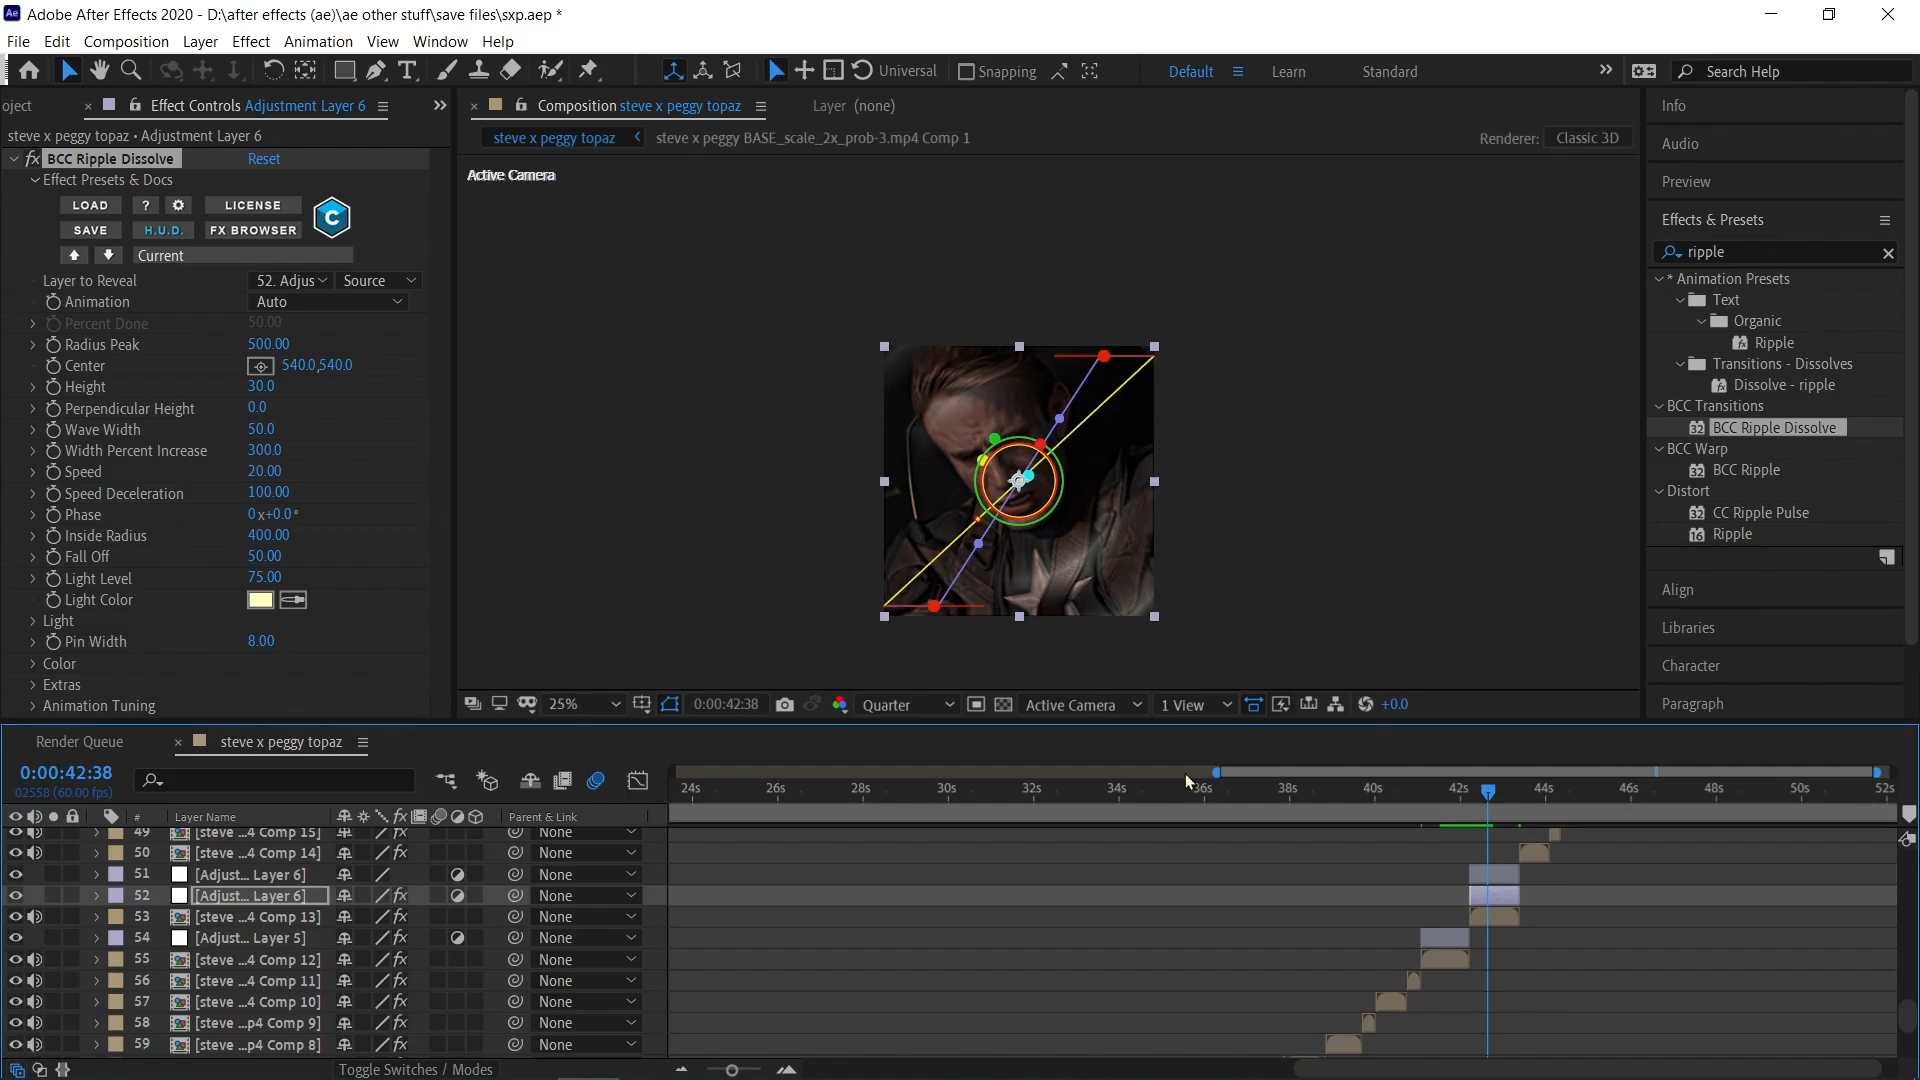 Adobe After Effects 2020 - D:\after effects (ae)\ae other stuff\save files\sxp.aep *
File Edit Composition Layer Effect Animation View Window Help
Universal Snapping Default Learn Standard Search Help
oject Effect Controls Adjustment Layer 6
steve x peggy topaz • Adjustment Layer 6
fx BCC Ripple Dissolve Reset
Effect Presets & Docs
LOAD ? LICENSE
SAVE H.U.D. FX BROWSER
Current
Layer to Reveal 52. Adjus Source
Animation Auto
Percent Done 50.00
Radius Peak 500.00
Center 540.0,540.0
Height 30.0
Perpendicular Height 0.0
Wave Width 50.0
Width Percent Increase 300.0
Speed 20.00
Speed Deceleration 100.00
Phase 0x+0.0°
Inside Radius 400.00
Fall Off 50.00
Light Level 75.00
Light Color
Light
Pin Width 8.00
Color
Extras
Animation Tuning
Composition steve x peggy topaz Layer (none)
steve x peggy topaz steve x peggy BASE_scale_2x_prob-3.mp4 Comp 1 Renderer: Classic 3D
Active Camera
25% 0:00:42:38 Quarter Active Camera 1 View +0.0
Info
Audio
Preview
Effects & Presets
ripple
* Animation Presets
Text
Organic
Ripple
Transitions - Dissolves
Dissolve - ripple
BCC Transitions
BCC Ripple Dissolve
BCC Warp
BCC Ripple
Distort
CC Ripple Pulse
Ripple
Align
Libraries
Character
Paragraph
Render Queue steve x peggy topaz
0:00:42:38
02558 (60.00 fps)
24s 26s 28s 30s 32s 34s 36s 38s 40s 42s 44s 46s 48s 50s 52s
# Layer Name Parent & Link
49 [steve ...4 Comp 15] None
50 [steve ...4 Comp 14] None
51 [Adjust... Layer 6] None
52 [Adjust... Layer 6] None
53 [steve ...4 Comp 13] None
54 [Adjust... Layer 5] None
55 [steve ...4 Comp 12] None
56 [steve ...4 Comp 11] None
57 [steve ...4 Comp 10] None
58 [steve ...p4 Comp 9] None
59 [steve ...p4 Comp 8] None
Toggle Switches / Modes